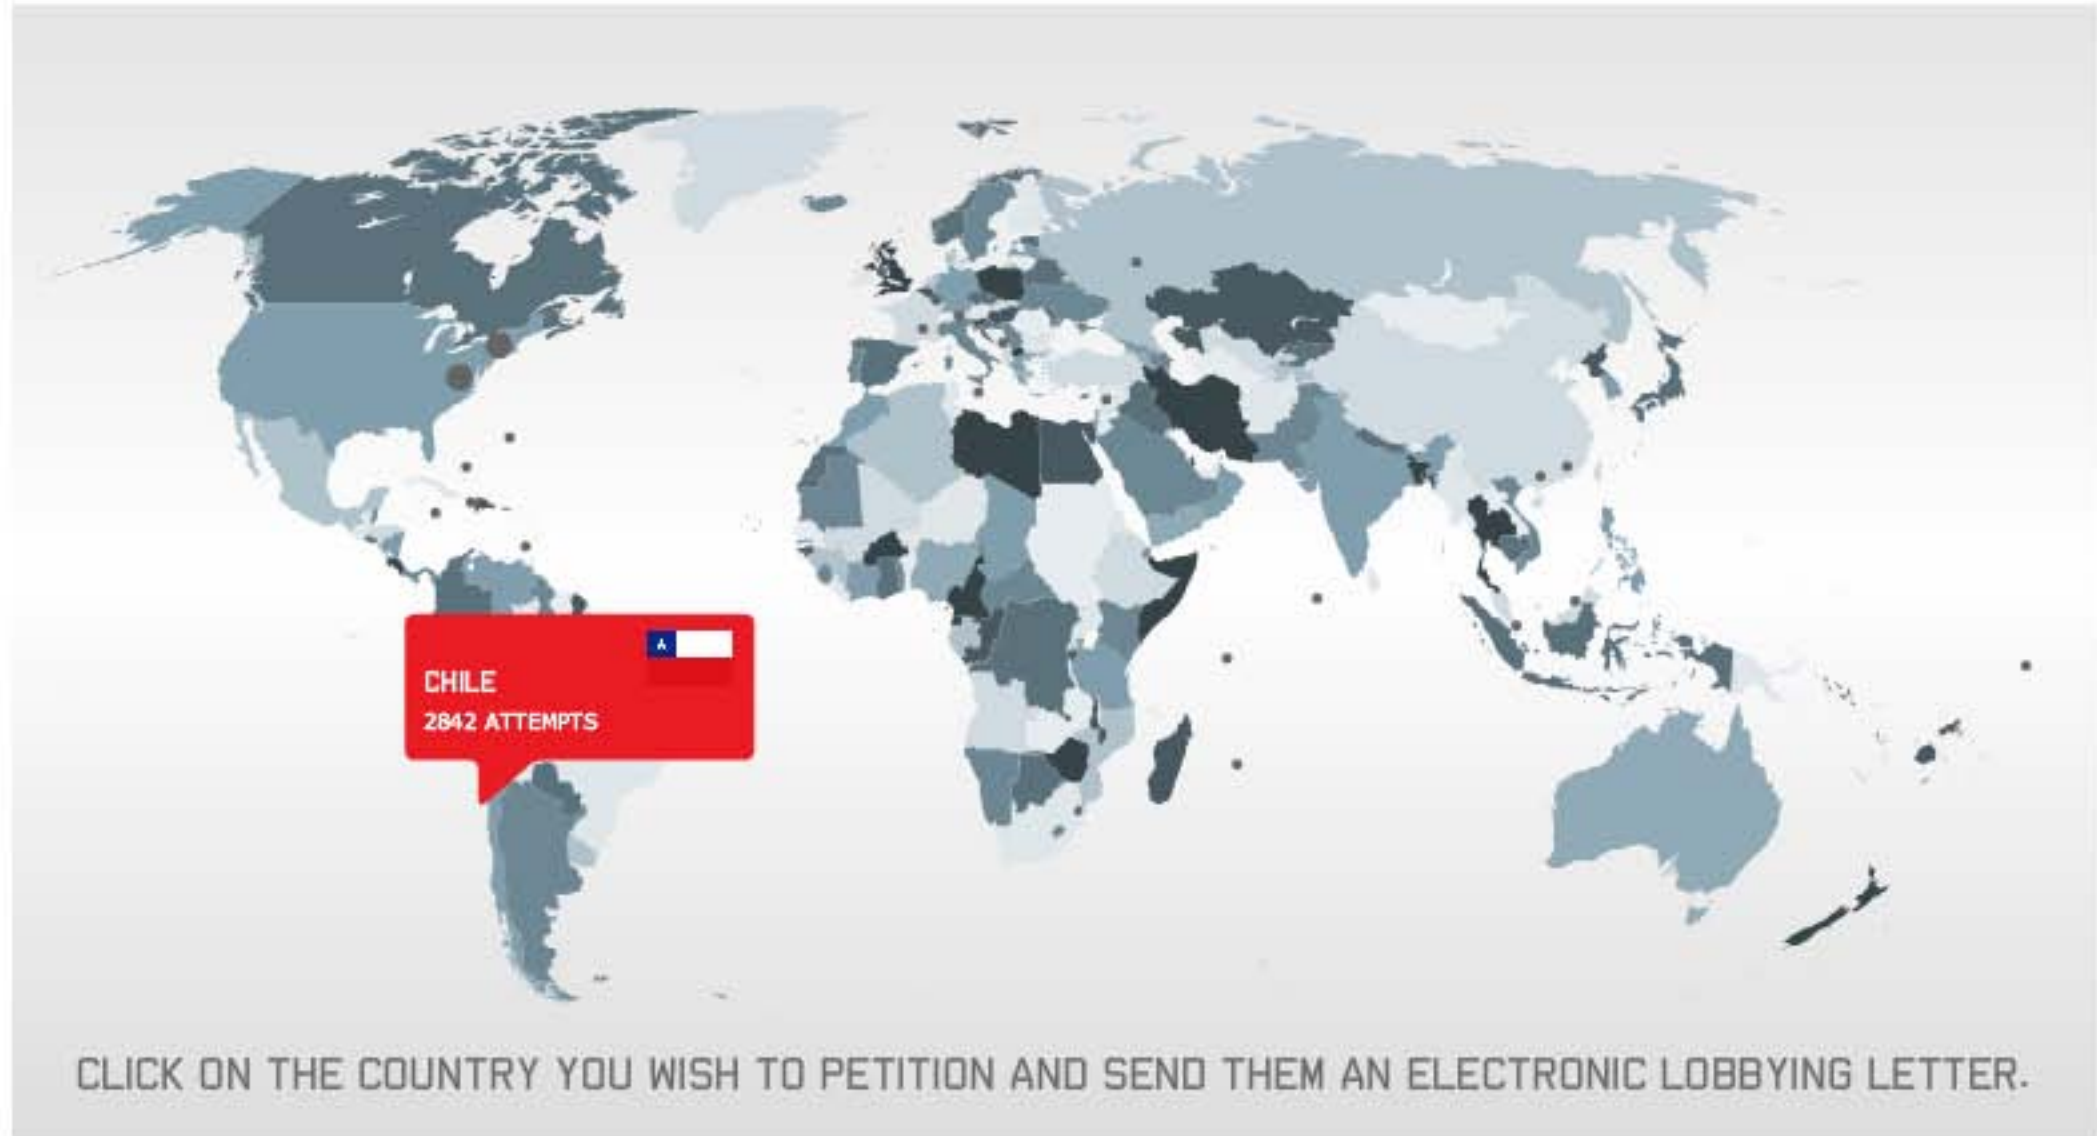 CHILE
2842 ATTEMPTS
CLICK ON THE COUNTRY YOU WISH TO PETITION AND SEND THEM AN ELECTRONIC LOBBYING LETTER.